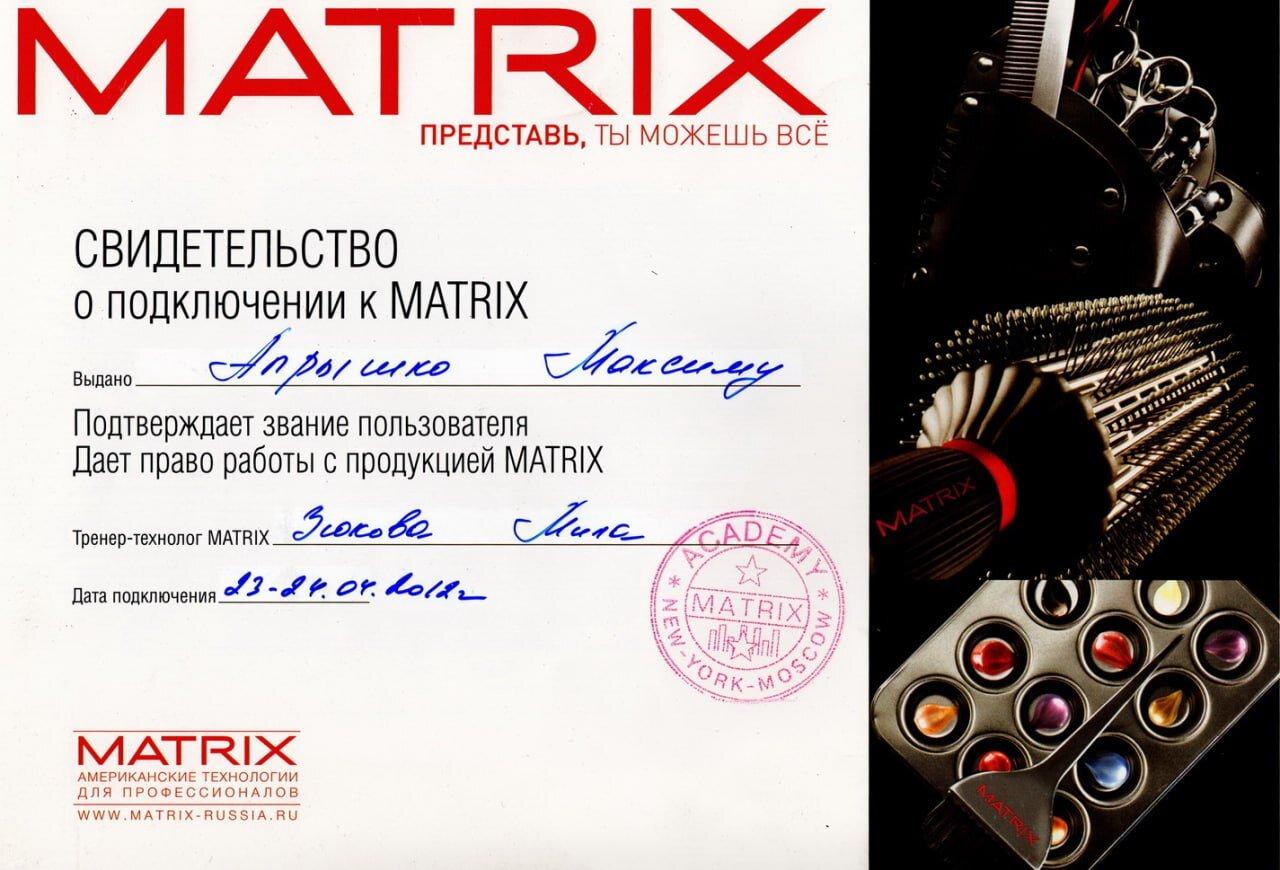 MATRIX
ПРЕДСТАВЬ, ТЫ МОЖЕШЬ ВСЁ
СВИДЕТЕЛЬСТВО
о подключении к MATRIX
Выдано Апрышко Максиму
Подтверждает звание пользователя
Дает право работы с продукцией MATRIX
Тренер-технолог MATRIX Зюкова Мила
Дата подключения 23-24.04.2012г
ACADEMY
MATRIX
NEW-YORK-MOSCOW
MATRIX
АМЕРИКАНСКИЕ ТЕХНОЛОГИИ
ДЛЯ ПРОФЕССИОНАЛОВ
WWW.MATRIX-RUSSIA.RU
MATRIX
MATRIX